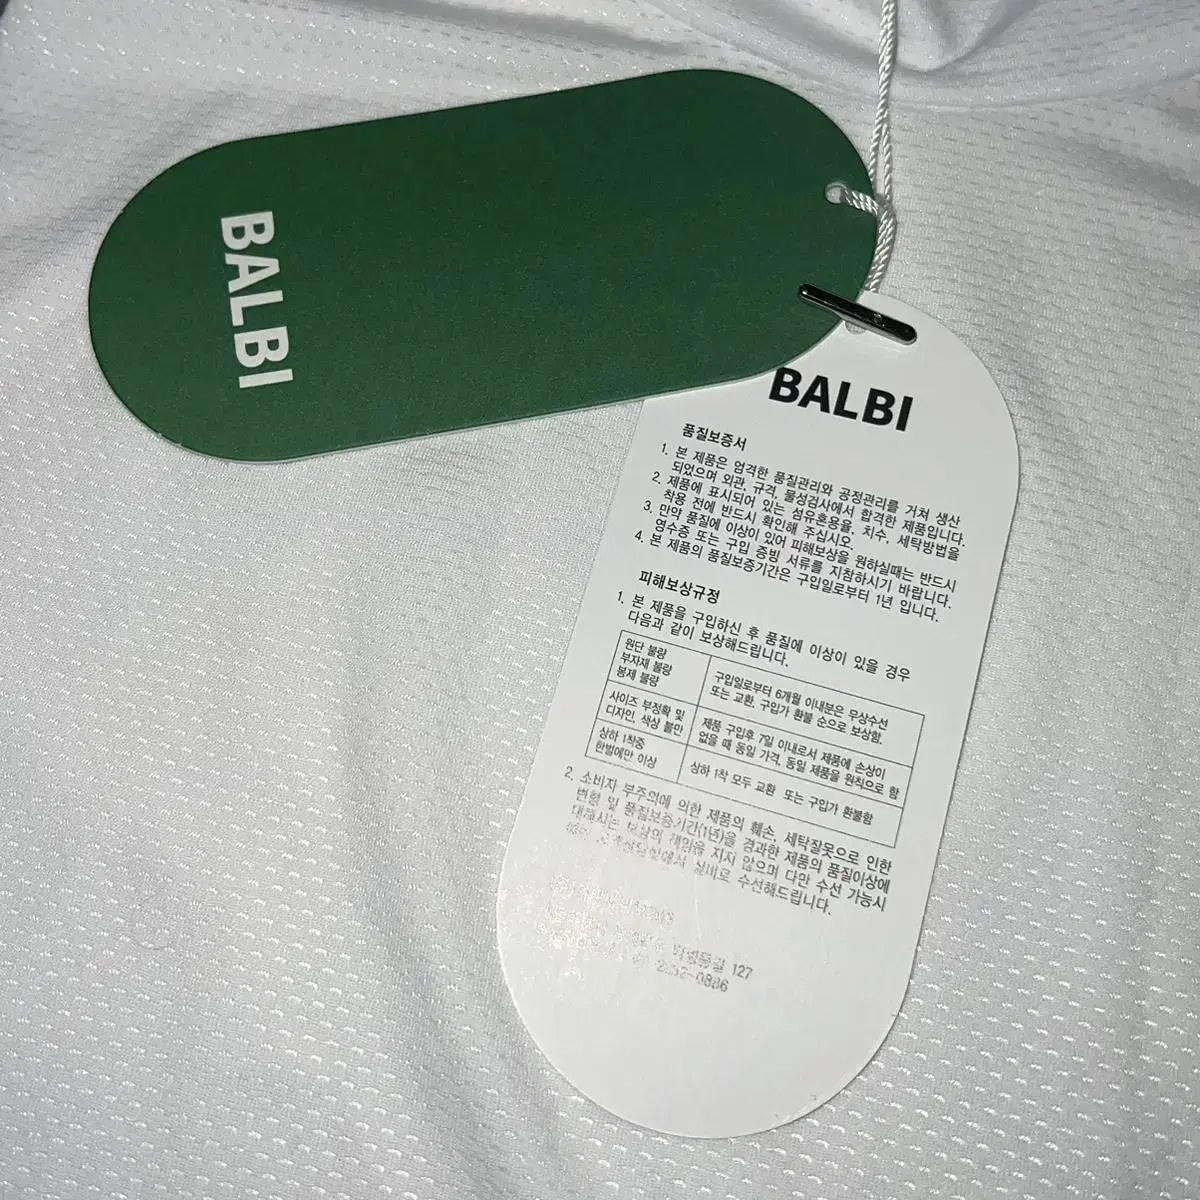 BALBI
BALBI
품질보증서
1. 본 제품은 엄격한 품질관리와 공정관리를 거쳐 생산
되었으며 외관, 규격, 물성검사에서 합격한 제품입니다.
2. 제품에 표시되어 있는 섬유혼용율, 치수, 세탁방법을
착용 전에 반드시 확인해 주십시오.
3. 만약 품질에 이상이 있어 피해보상을 원하실때는 반드시
영수증 또는 구입 증빙 서류를 지참하시기 바랍니다.
4. 본 제품의 품질보증기간은 구입일로부터 1년 입니다.
피해보상규정
1. 본 제품을 구입하신 후 품질에 이상이 있을 경우
다음과 같이 보상해드립니다.
원단 불량
부자재 불량
봉제 불량
구입일로부터 6개월 이내분은 무상수선
또는 교환, 구입가 환불 순으로 보상함.
사이즈 부정확 및
디자인, 색상 불만
제품 구입후 7일 이내로서 제품에 손상이
없을 때 동일 가격, 동일 제품을 원칙으로 함
상하 1착중
한벌에만 이상
상하 1착 모두 교환 또는 구입가 환불함
2. 소비자 부주의에 의한 제품의 훼손, 세탁잘못으로 인한
변형 및 품질보증기간(1년)을 경과한 제품의 품질이상에
대해서는 보상의 책임을 지지 않으며 다만 수선 가능시
실비로 수선해드립니다.
127